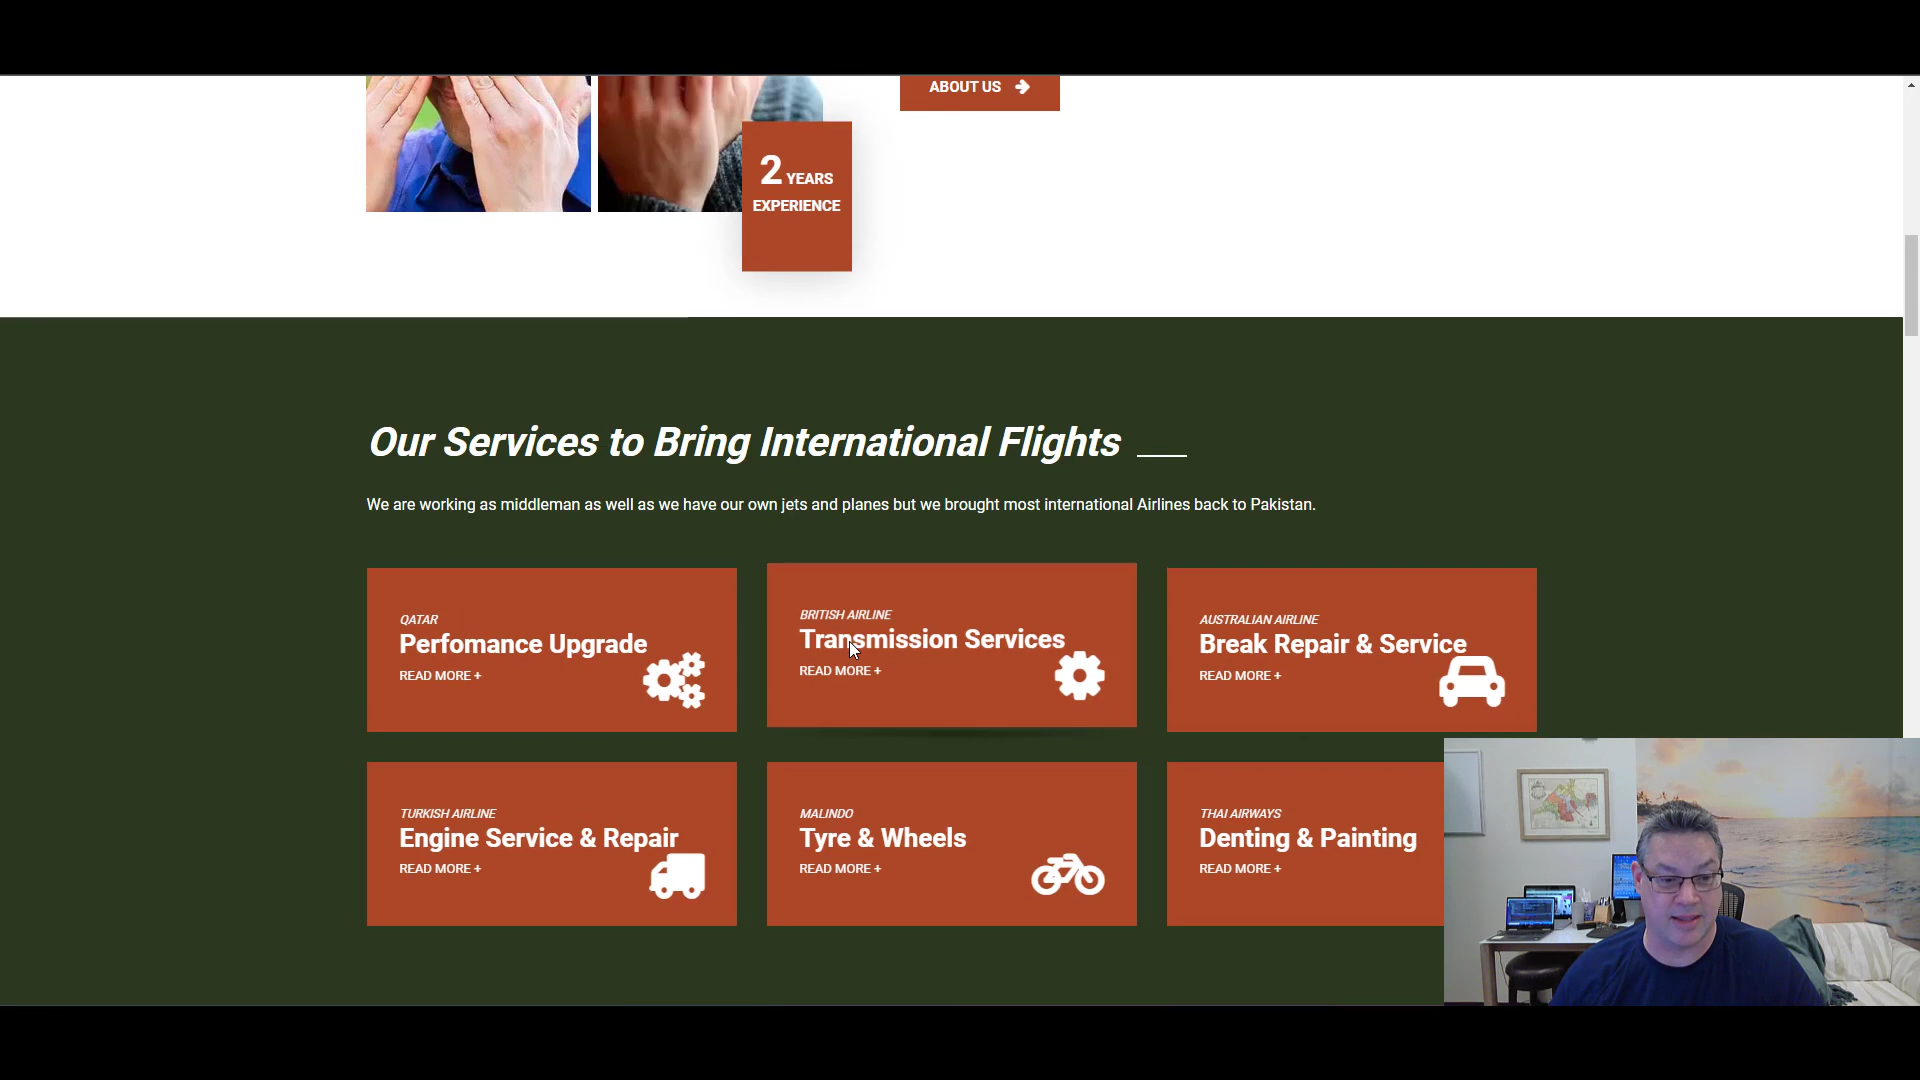 ABOUT US
2 YEARS
EXPERIENCE
Our Services to Bring International Flights
We are working as middleman as well as we have our own jets and planes but we brought most international Airlines back to Pakistan.
QATAR
Perfomance Upgrade
READ MORE +
BRITISH AIRLINE
Transmission Services
READ MORE +
AUSTRALIAN AIRLINE
Break Repair & Service
READ MORE +
TURKISH AIRLINE
Engine Service & Repair
READ MORE +
MALINDO
Tyre & Wheels
READ MORE +
THAI AIRWAYS
Denting & Painting
READ MORE +